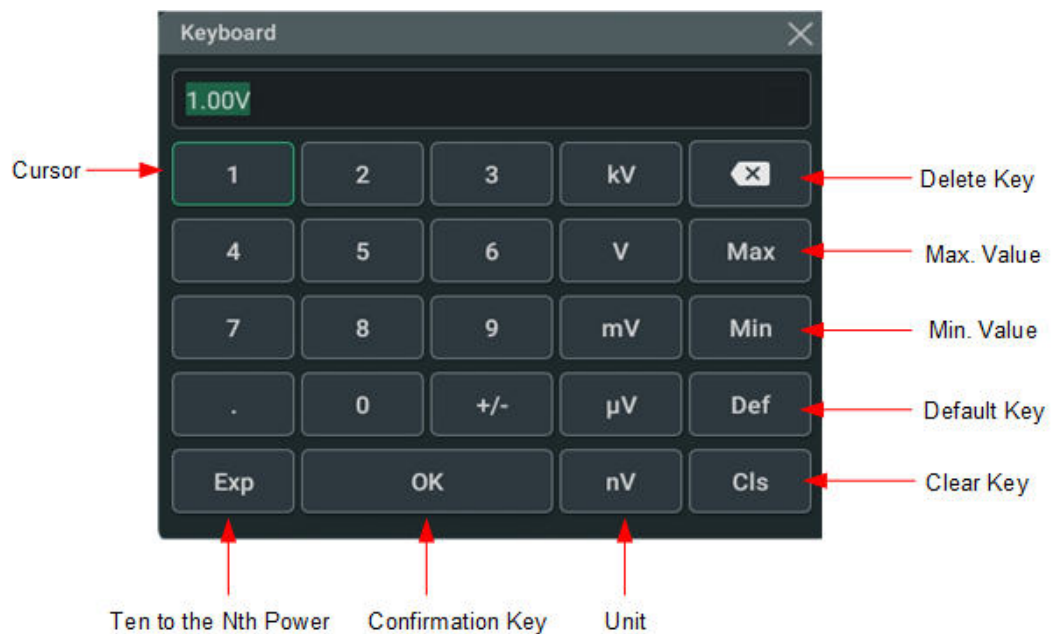 Keyboard
1.00V
Cursor
1 2 3 kV
Delete Key
4 5 6 V Max
Max. Value
7 8 9 mV Min
Min. Value
. 0 +/- µV Def
Default Key
Exp OK nV Cls
Clear Key
Ten to the Nth Power Confirmation Key Unit